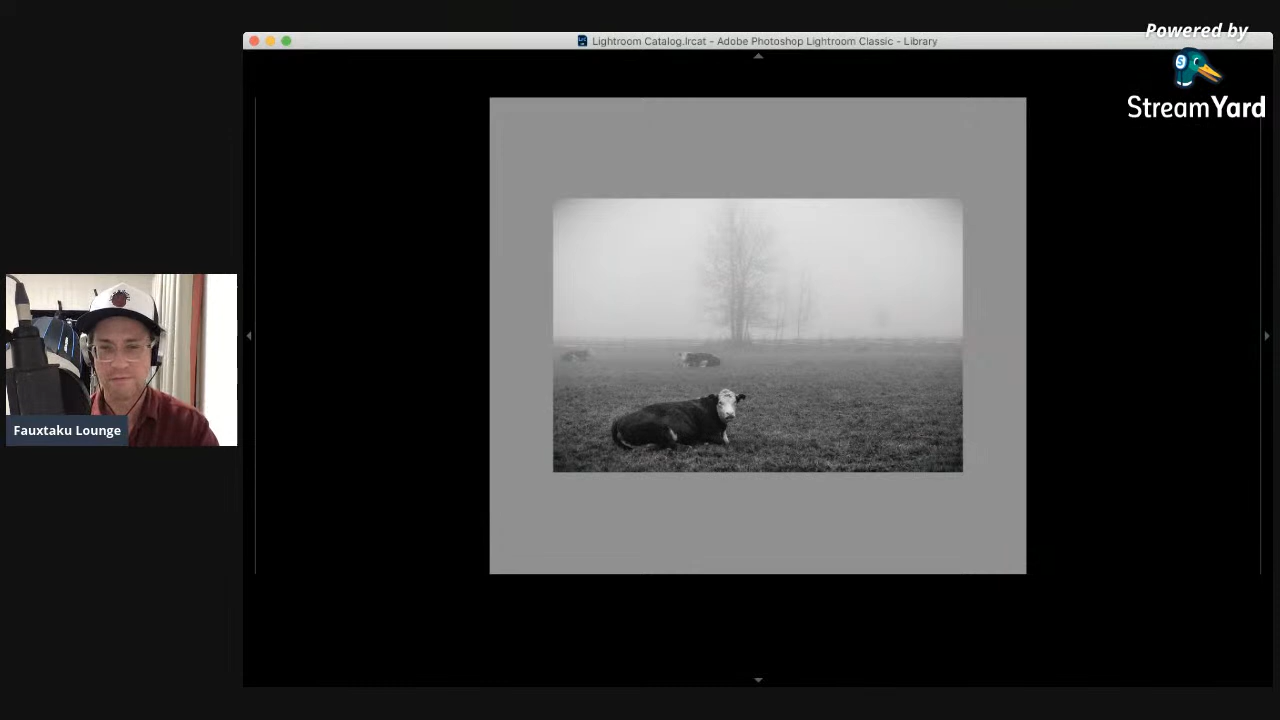 Lightroom Catalog.lrcat - Adobe Photoshop Lightroom Classic - Library
Powered by
StreamYard
Fauxtaku Lounge